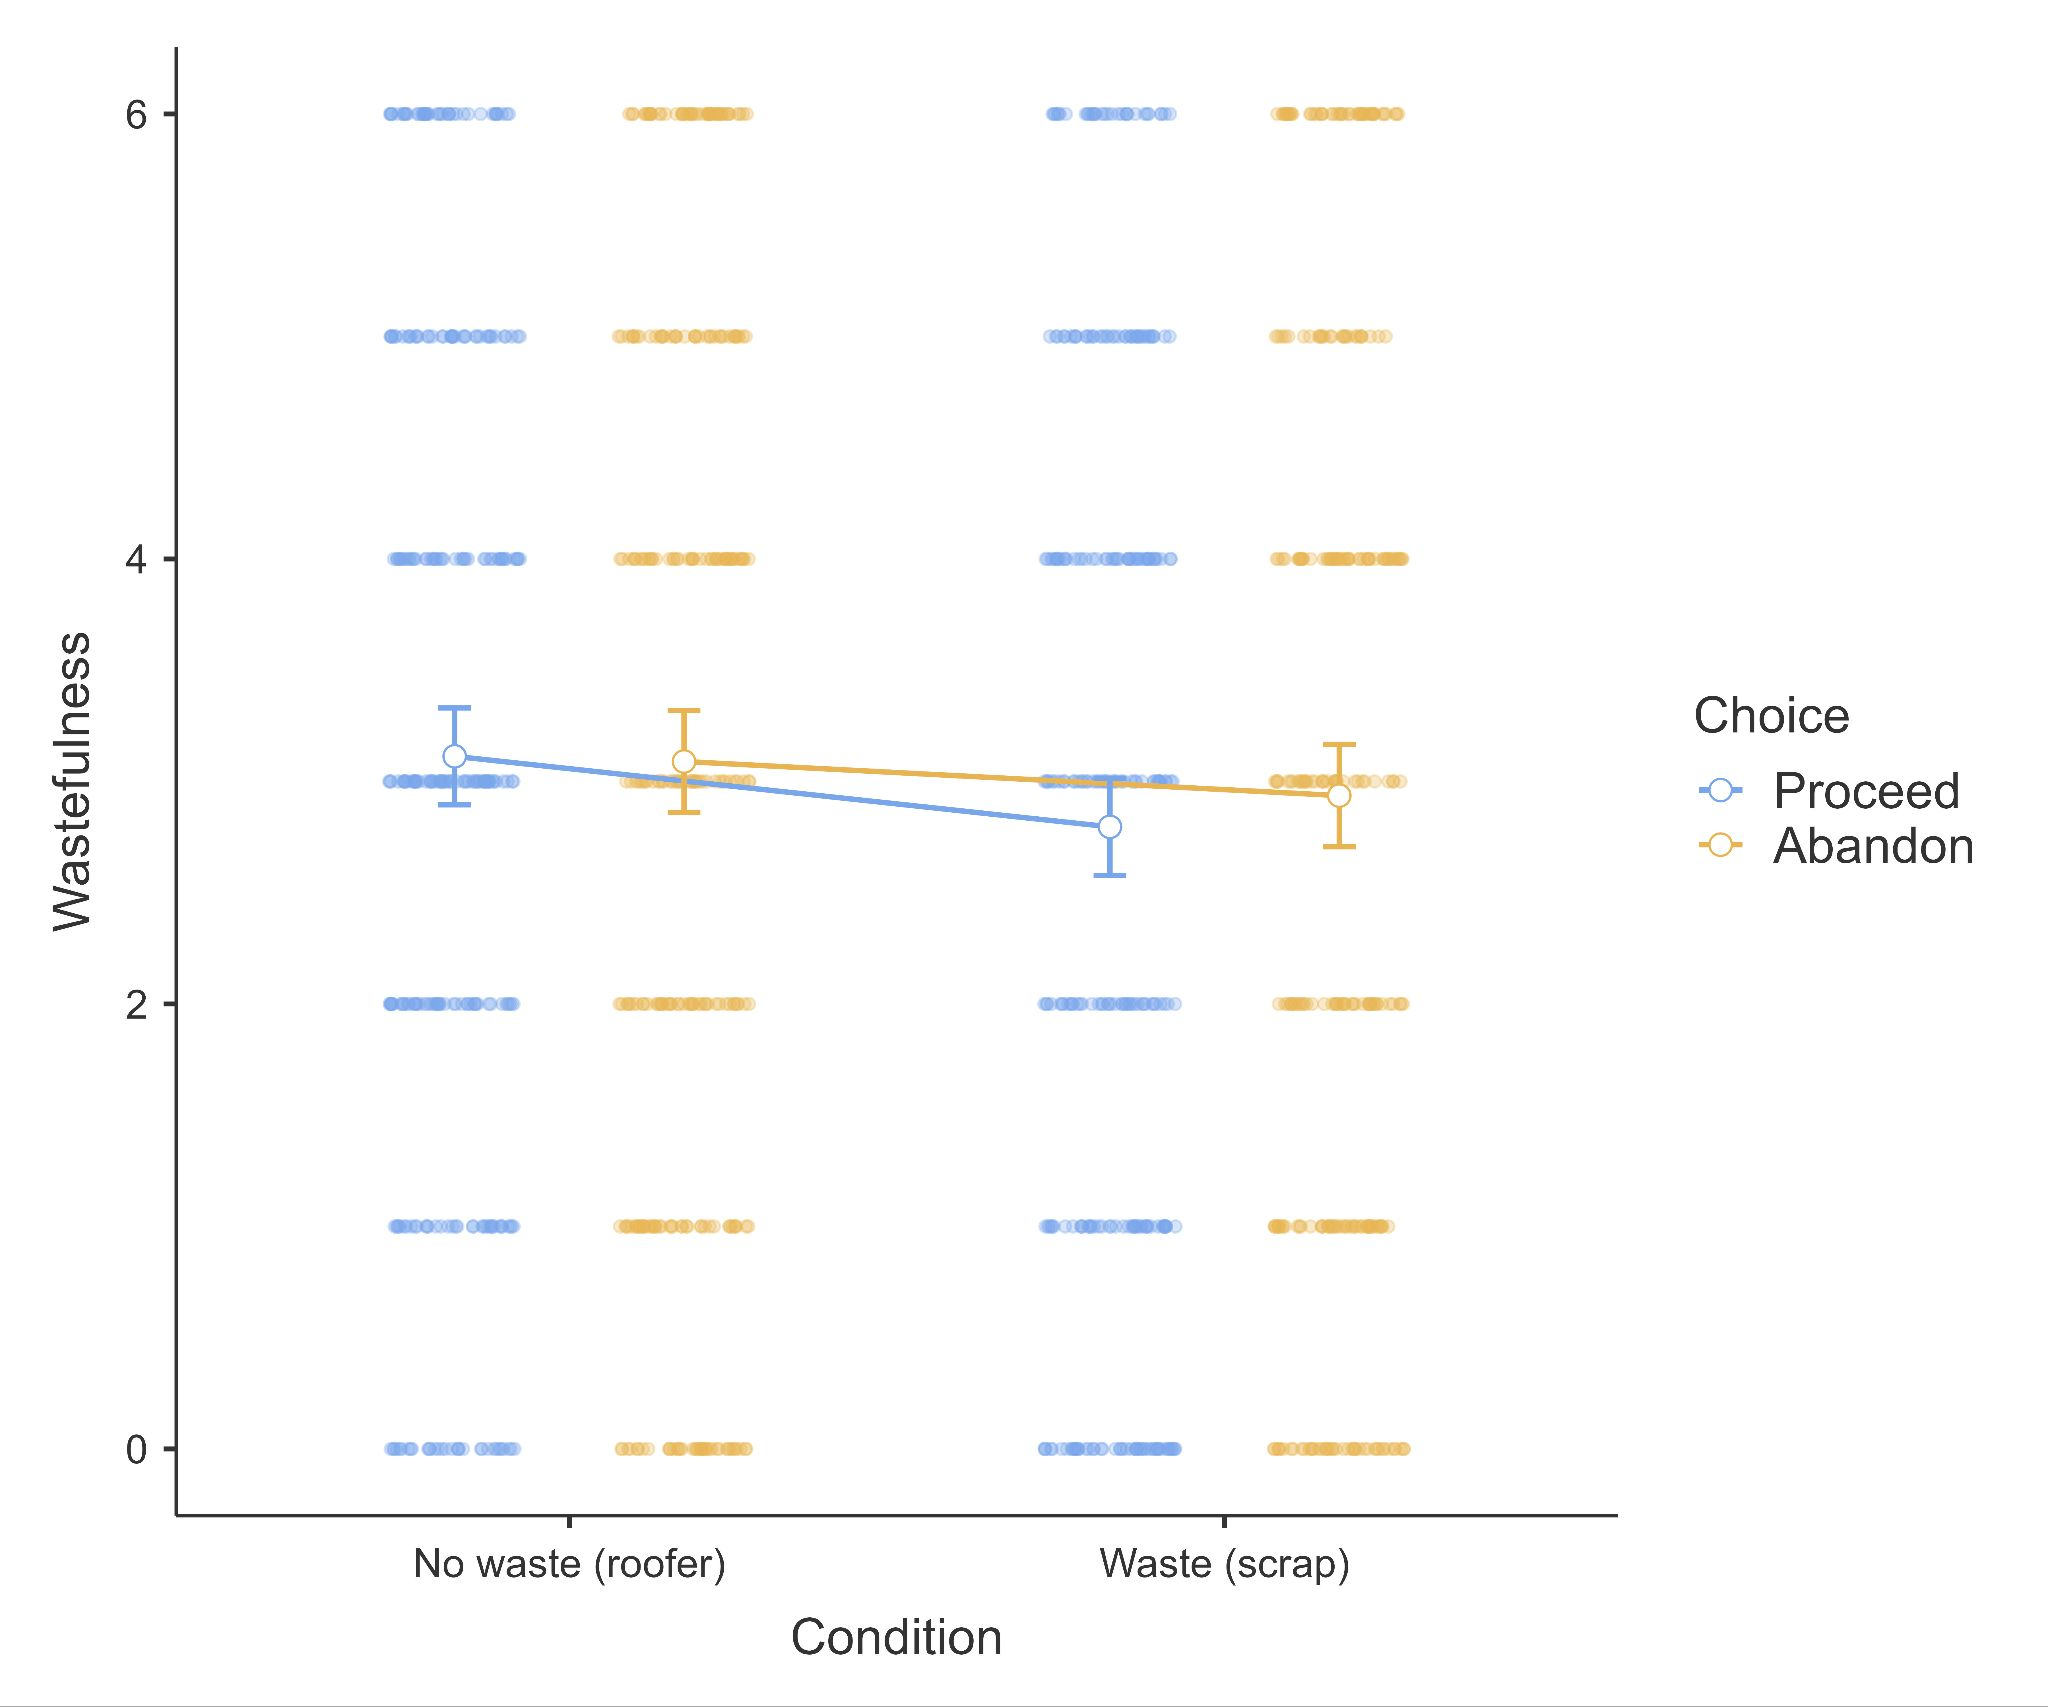 6
4
2
0
Wastefulness
No waste (roofer)
Waste (scrap)
Condition
Choice
Proceed
Abandon